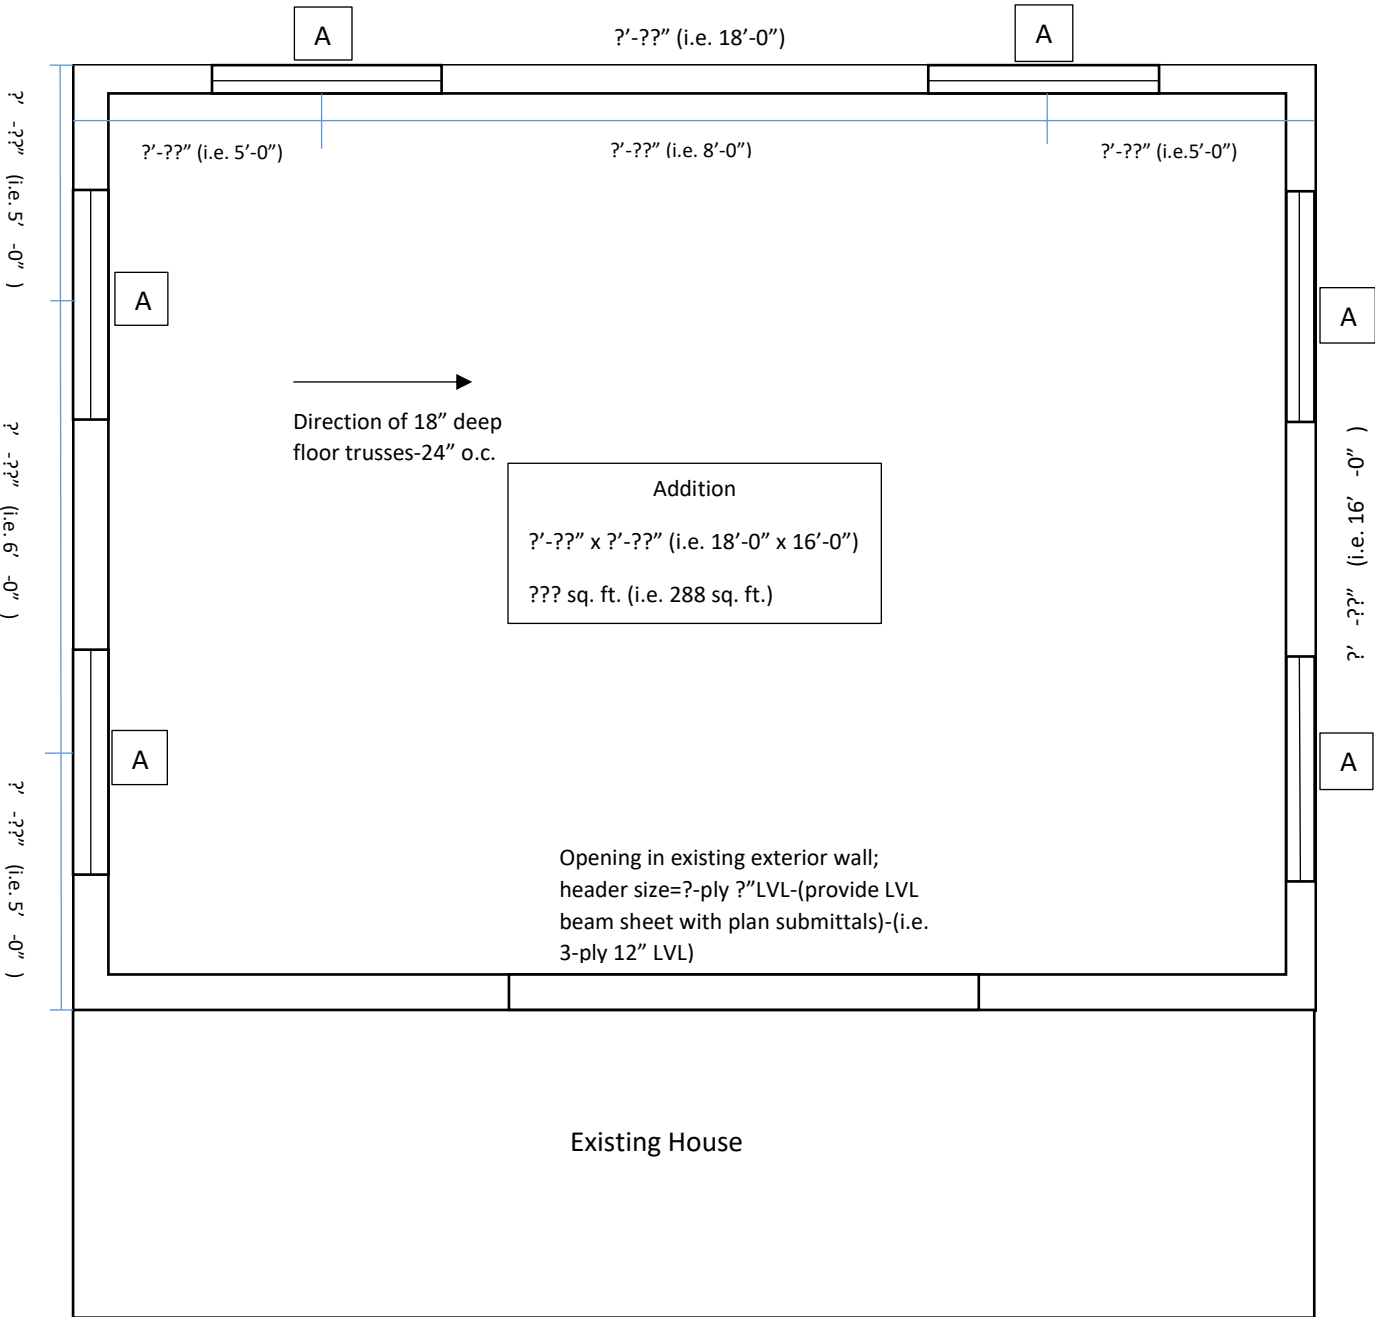 A
?'-??” (i.e. 18’-0”)
A
?'-??” (i.e. 5’-0”)
?'-??” (i.e. 8’-0”)
?'-??” (i.e.5’-0”)
?' -??” (i.e. 5’ -0” )
A
A
Direction of 18” deep
floor trusses-24” o.c.
?' -??” (i.e. 6’ -0” )
Addition
?'-??” x ?’-??” (i.e. 18’-0” x 16’-0”)
??? sq. ft. (i.e. 288 sq. ft.)
?' -??” (i.e. 16’ -0” )
A
A
?' -??” (i.e. 5’ -0” )
Opening in existing exterior wall;
header size=?-ply ?”LVL-(provide LVL
beam sheet with plan submittals)-(i.e.
3-ply 12” LVL)
Existing House